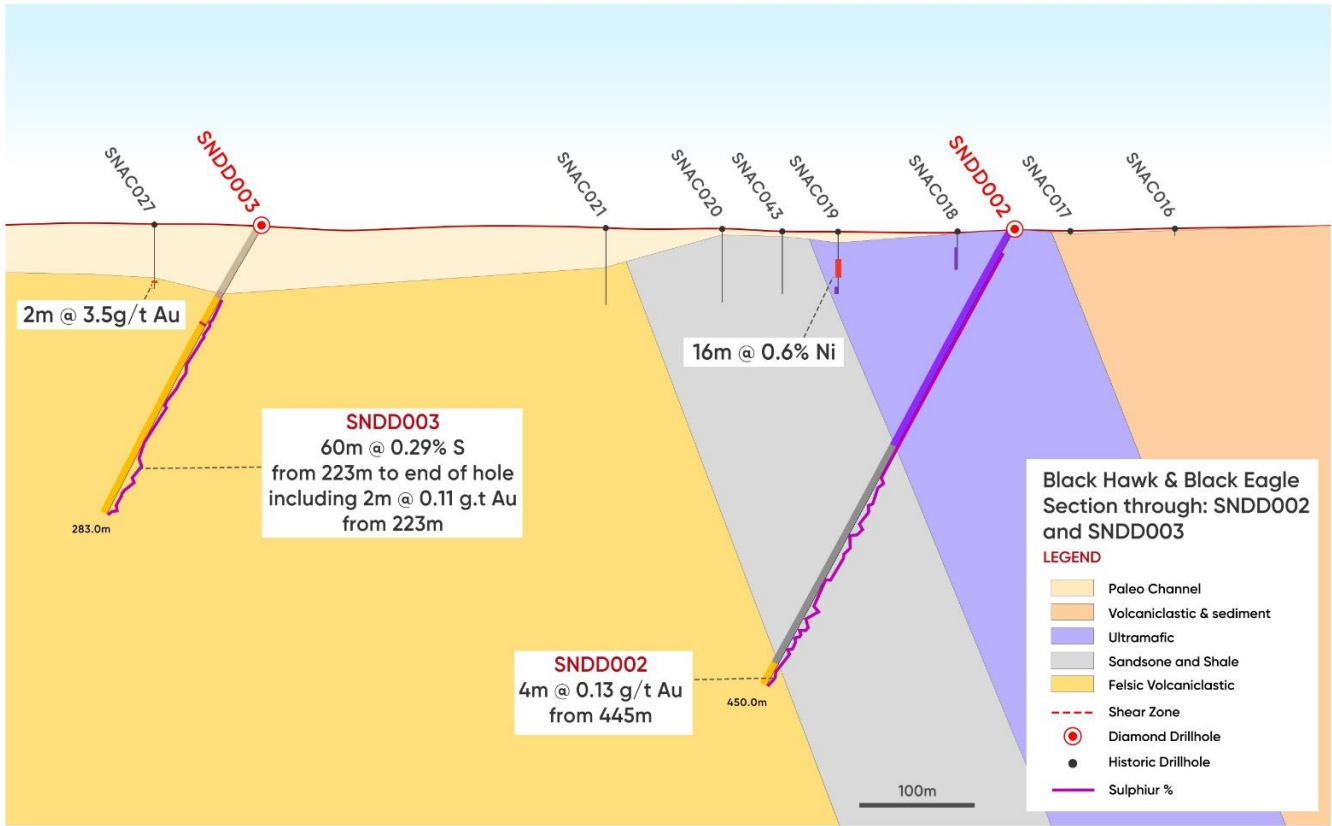 SNAC027
SNDD003
SNAC021
SNAC020
SNAC043
SNAC019
SNAC018
SNDD002
SNAC017
SNAC016
2m @ 3.5g/t Au
16m @ 0.6% Ni
SNDD003
60m @ 0.29% S
from 223m to end of hole
including 2m @ 0.11 g.t Au
from 223m
283.0m
SNDD002
4m @ 0.13 g/t Au
from 445m
450.0m
100m
Black Hawk & Black Eagle
Section through: SNDD002
and SNDD003
LEGEND
Paleo Channel
Volcaniclastic & sediment
Ultramafic
Sandsone and Shale
Felsic Volcaniclastic
Shear Zone
Diamond Drillhole
Historic Drillhole
Sulphiur %